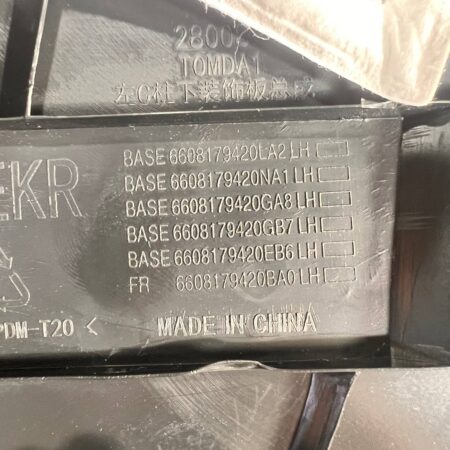 2800
TOMDA1
左C柱下装饰板总成
EKR
BASE 6608179420LA2 LH
BASE 6608179420NA1 LH
BASE 6608179420GA8 LH
BASE 6608179420GB7 LH
BASE 6608179420EB6 LH
FR 6608179420BA0 LH
PDM-T20 <
MADE IN CHINA